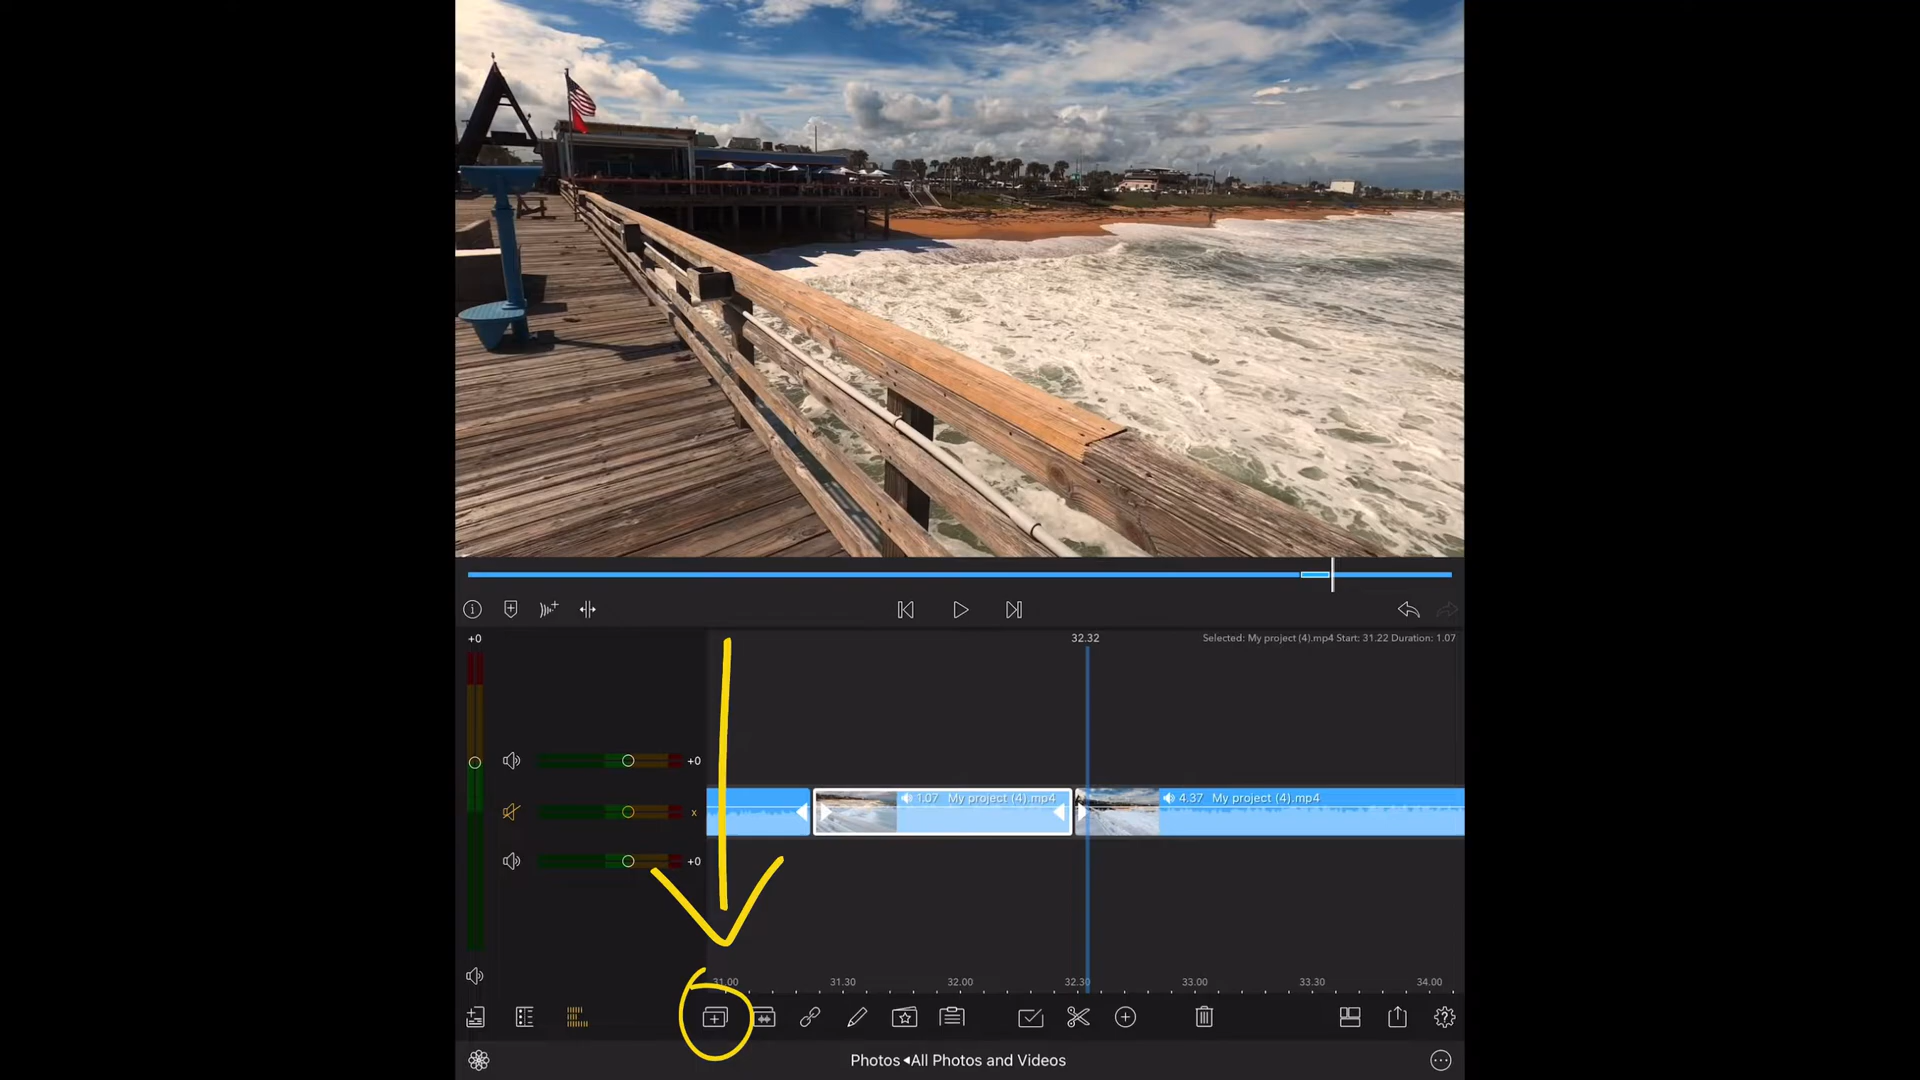 +0
32.32
Selected: My project (4).mp4 Start: 31.22 Duration: 1.07
+0
x
+0
1.07 My project (4).mp4
4.37 My project (4).mp4
31.00 31.30 32.00 32.30 33.00 33.30 34.00
Photos◂All Photos and Videos